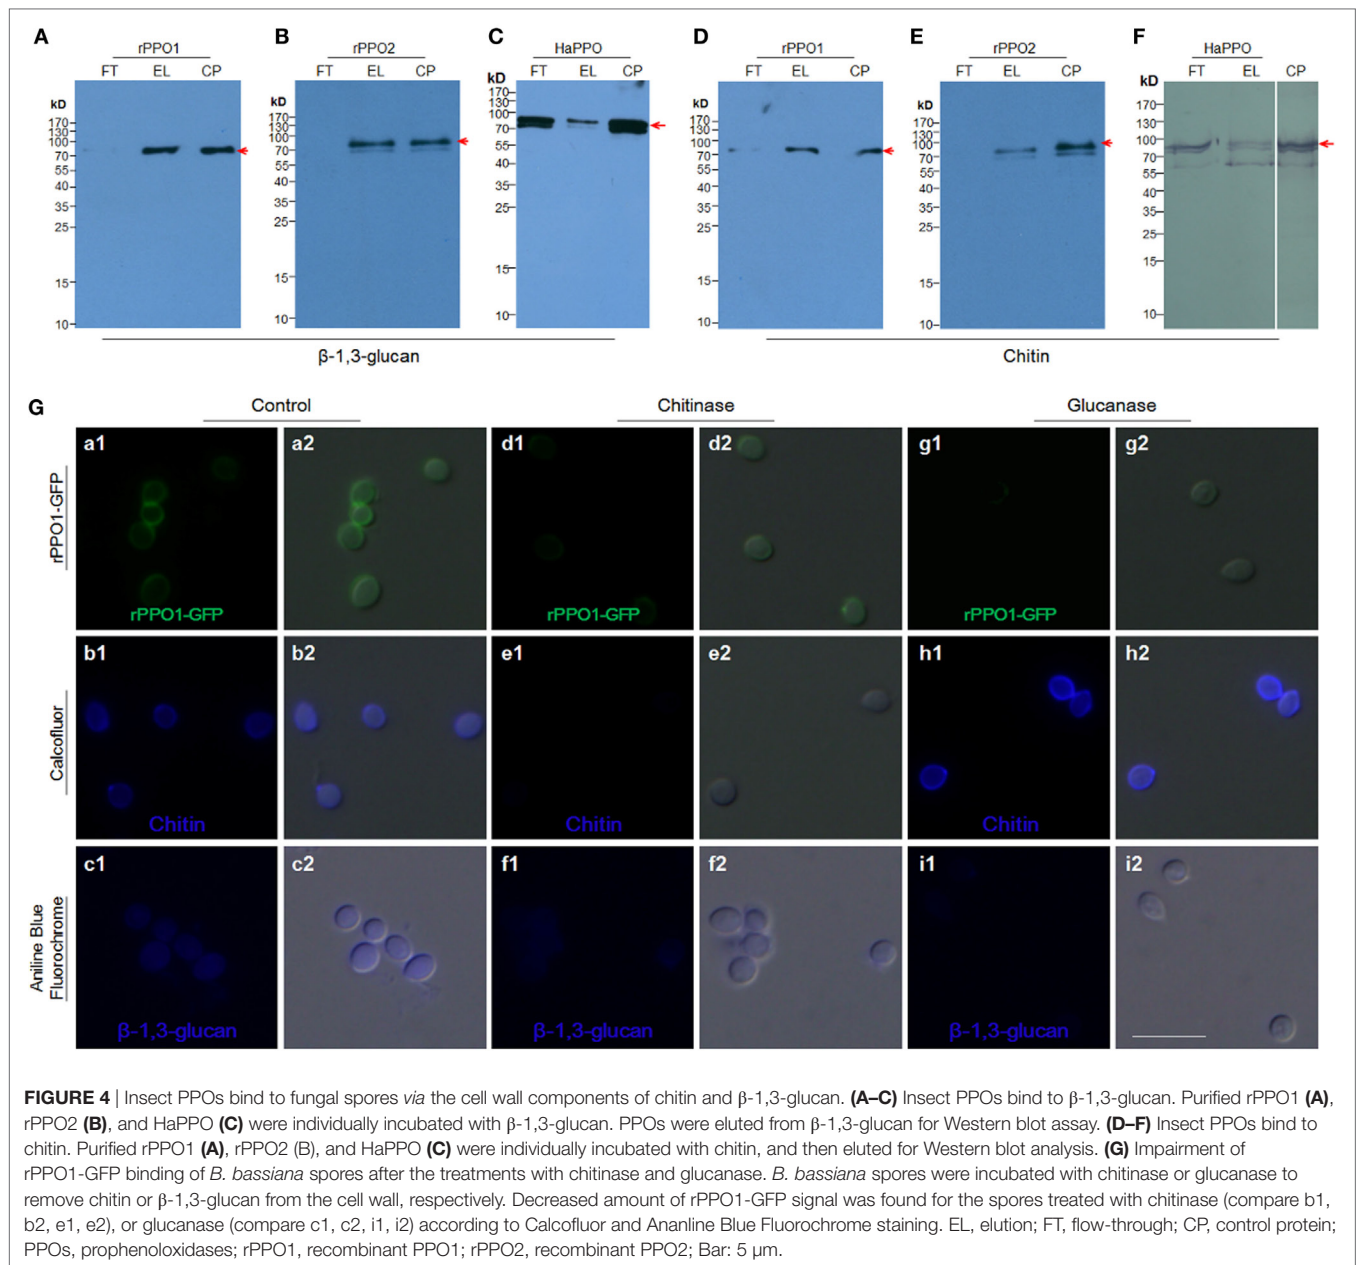 A B C D E F
rPPO1 rPPO2 HaPPO rPPO1 rPPO2 HaPPO
FT EL CP FT EL CP FT EL CP FT EL CP FT EL CP FT EL CP
kD
170
130
100
70
55
40
35
25
15
10
kD
170
130
100
70
55
40
35
25
15
10
kD
170
130
100
70
55
40
35
25
15
10
kD
170
130
100
70
55
40
35
25
15
10
kD
170
130
100
70
55
40
35
25
15
10
kD
170
130
100
70
55
40
35
25
15
10
β-1,3-glucan Chitin
G
Control Chitinase Glucanase
rPPO1-GFP
a1 a2 d1 d2 g1 g2
rPPO1-GFP rPPO1-GFP rPPO1-GFP
Calcofluor
b1 b2 e1 e2 h1 h2
Chitin Chitin Chitin
Aniline Blue
Fluorochrome
c1 c2 f1 f2 i1 i2
β-1,3-glucan β-1,3-glucan β-1,3-glucan
FIGURE 4 | Insect PPOs bind to fungal spores via the cell wall components of chitin and β-1,3-glucan. (A–C) Insect PPOs bind to β-1,3-glucan. Purified rPPO1 (A),
rPPO2 (B), and HaPPO (C) were individually incubated with β-1,3-glucan. PPOs were eluted from β-1,3-glucan for Western blot assay. (D–F) Insect PPOs bind to
chitin. Purified rPPO1 (A), rPPO2 (B), and HaPPO (C) were individually incubated with chitin, and then eluted for Western blot analysis. (G) Impairment of
rPPO1-GFP binding of B. bassiana spores after the treatments with chitinase and glucanase. B. bassiana spores were incubated with chitinase or glucanase to
remove chitin or β-1,3-glucan from the cell wall, respectively. Decreased amount of rPPO1-GFP signal was found for the spores treated with chitinase (compare b1,
b2, e1, e2), or glucanase (compare c1, c2, i1, i2) according to Calcofluor and Ananline Blue Fluorochrome staining. EL, elution; FT, flow-through; CP, control protein;
PPOs, prophenoloxidases; rPPO1, recombinant PPO1; rPPO2, recombinant PPO2; Bar: 5 μm.